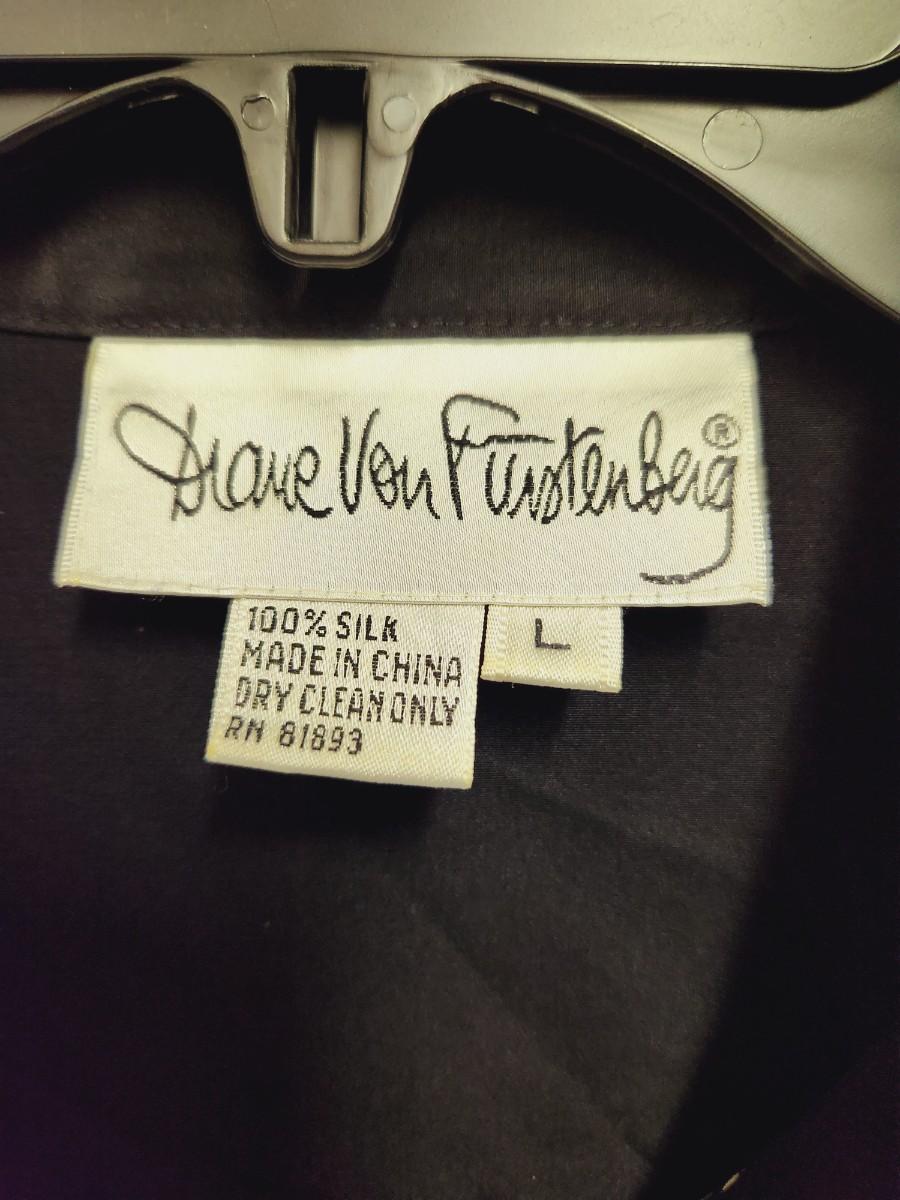 Diane Von Furstenberg®
100% SILK
MADE IN CHINA
DRY CLEAN ONLY
RN 81893
L